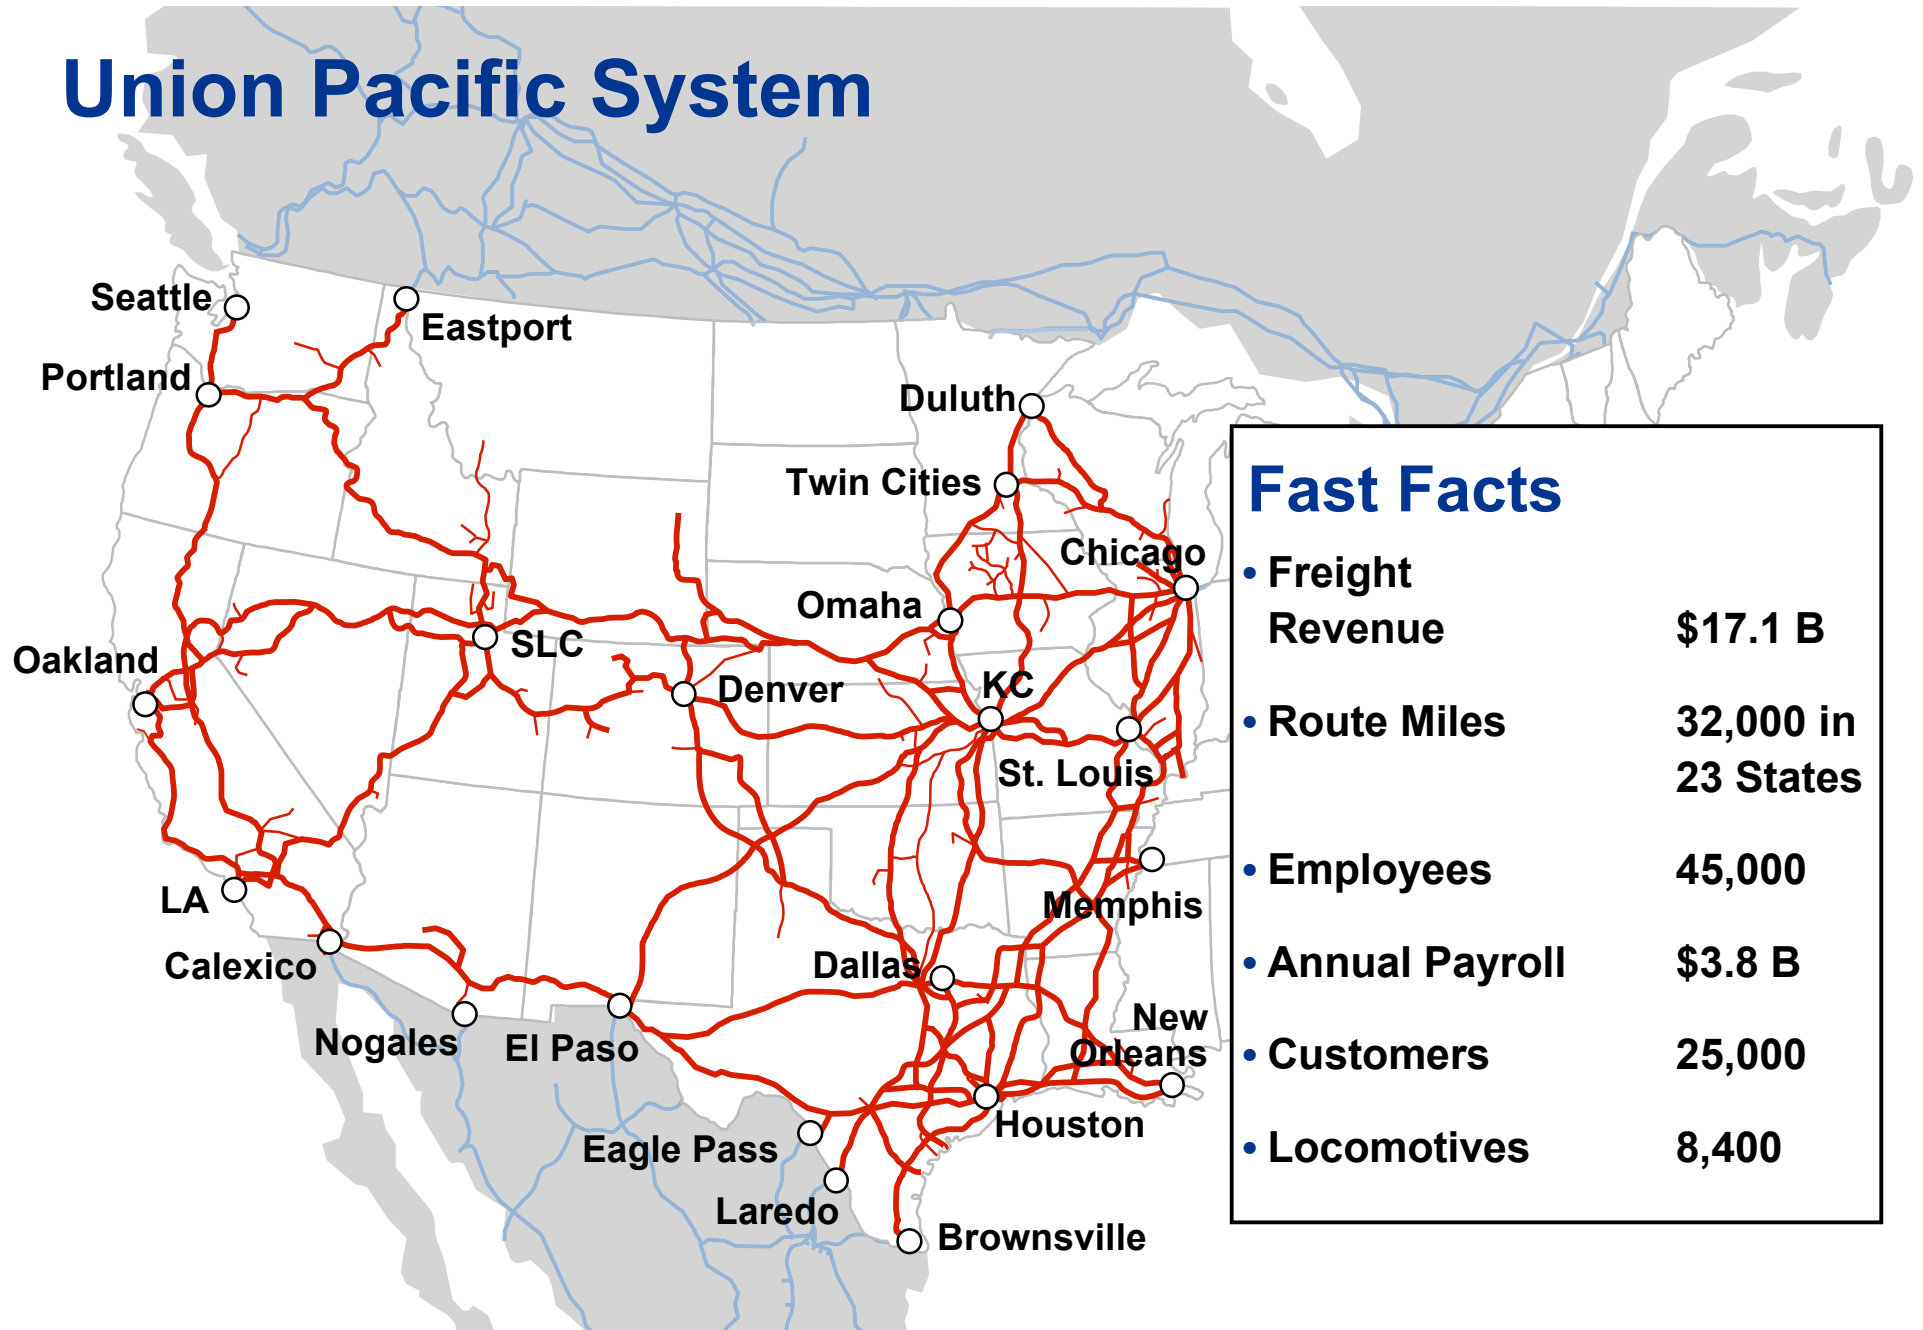 Union Pacific System
Seattle
Eastport
Portland
Duluth
Twin Cities
Chicago
Omaha
SLC
Oakland
KC
Denver
St. Louis
LA
Memphis
Calexico
Dallas
New
Orleans
Nogales
El Paso
Houston
Eagle Pass
Laredo
Brownsville
Fast Facts
• Freight
Revenue $17.1 B
• Route Miles 32,000 in
23 States
• Employees 45,000
• Annual Payroll $3.8 B
• Customers 25,000
• Locomotives 8,400